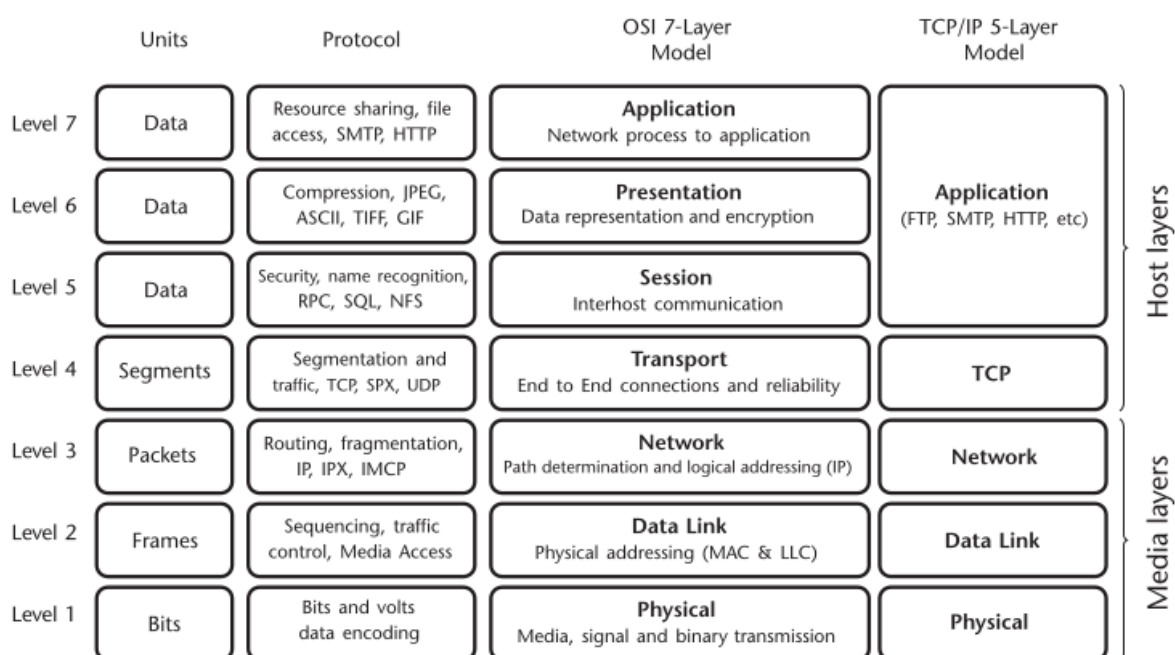 Units
Protocol
OSI 7-Layer
Model
TCP/IP 5-Layer
Model
Level 7
Data
Resource sharing, file
access, SMTP, HTTP
Application
Network process to application
Level 6
Data
Compression, JPEG,
ASCII, TIFF, GIF
Presentation
Data representation and encryption
Application
(FTP, SMTP, HTTP, etc)
Level 5
Data
Security, name recognition,
RPC, SQL, NFS
Session
Interhost communication
Level 4
Segments
Segmentation and
traffic, TCP, SPX, UDP
Transport
End to End connections and reliability
TCP
Host layers
Level 3
Packets
Routing, fragmentation,
IP, IPX, IMCP
Network
Path determination and logical addressing (IP)
Network
Level 2
Frames
Sequencing, traffic
control, Media Access
Data Link
Physical addressing (MAC & LLC)
Data Link
Level 1
Bits
Bits and volts
data encoding
Physical
Media, signal and binary transmission
Physical
Media layers